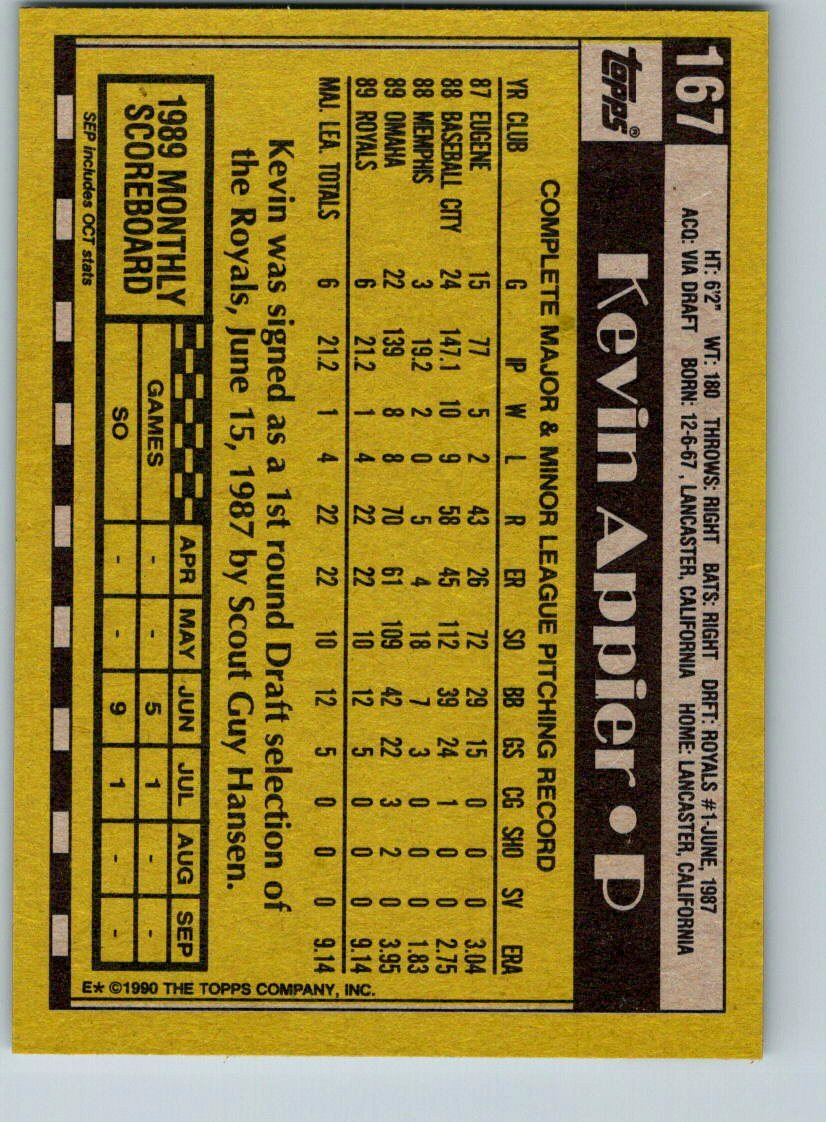 167
HT: 6'2" WT: 180 THROWS: RIGHT BATS: RIGHT DRFT: ROYALS #1-JUNE, 1987
ACQ: VIA DRAFT BORN: 12-6-67, LANCASTER, CALIFORNIA HOME: LANCASTER, CALIFORNIA
topps®
Kevin Appier • P
COMPLETE MAJOR & MINOR LEAGUE PITCHING RECORD
YR CLUB G IP W L R ER SO BB GS CG SHO SV ERA
87 EUGENE 15 77 5 2 43 26 72 29 15 0 0 0 3.04
88 BASEBALL CITY 24 147.1 10 9 58 45 112 39 24 1 0 0 2.75
88 MEMPHIS 3 19.2 2 0 5 4 18 7 3 0 0 0 1.83
89 OMAHA 22 139 8 8 70 61 109 42 22 3 2 0 3.95
89 ROYALS 6 21.2 1 4 22 22 10 12 5 0 0 0 9.14
MAJ. LEA. TOTALS 6 21.2 1 4 22 22 10 12 5 0 0 0 9.14
Kevin was signed as a 1st round Draft selection of
the Royals, June 15, 1987 by Scout Guy Hansen.
1989 MONTHLY
SCOREBOARD
APR MAY JUN JUL AUG SEP
GAMES - - 5 1 - -
SO - - 9 1 - -
SEP includes OCT stats
E* ©1990 THE TOPPS COMPANY, INC.